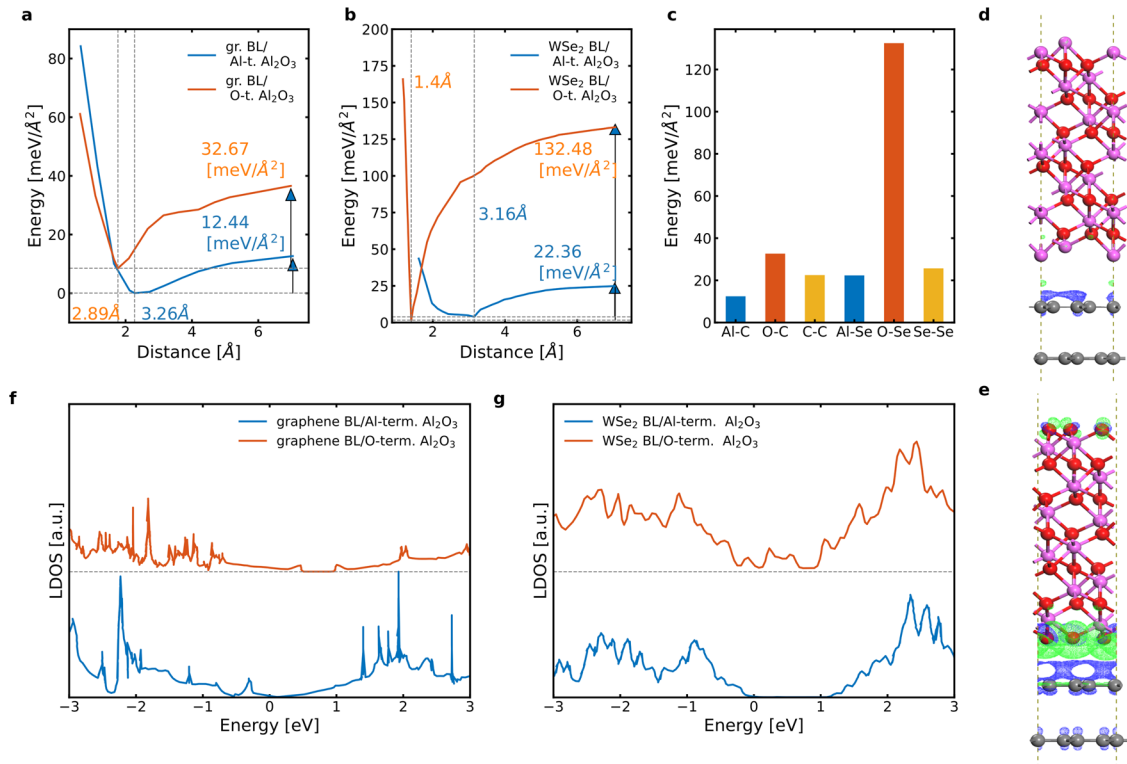 a
gr. BL/
Al-t. Al₂O₃
gr. BL/
O-t. Al₂O₃
80
60
40
20
0
Energy [meV/Å²]
32.67
[meV/Å²]
12.44
[meV/Å²]
2.89Å
3.26Å
2
4
6
Distance [Å]
b
WSe₂ BL/
Al-t. Al₂O₃
WSe₂ BL/
O-t. Al₂O₃
200
175
150
125
100
75
50
25
0
Energy [meV/Å²]
1.4Å
132.48
[meV/Å²]
3.16Å
22.36
[meV/Å²]
2
4
6
Distance [Å]
c
120
100
80
60
40
20
0
Energy [meV/Å²]
Al-C
O-C
C-C
Al-Se
O-Se
Se-Se
d
e
f
graphene BL/Al-term. Al₂O₃
graphene BL/O-term. Al₂O₃
LDOS [a.u.]
−3
−2
−1
0
1
2
3
Energy [eV]
g
WSe₂ BL/Al-term. Al₂O₃
WSe₂ BL/O-term. Al₂O₃
LDOS [a.u.]
−3
−2
−1
0
1
2
3
Energy [eV]